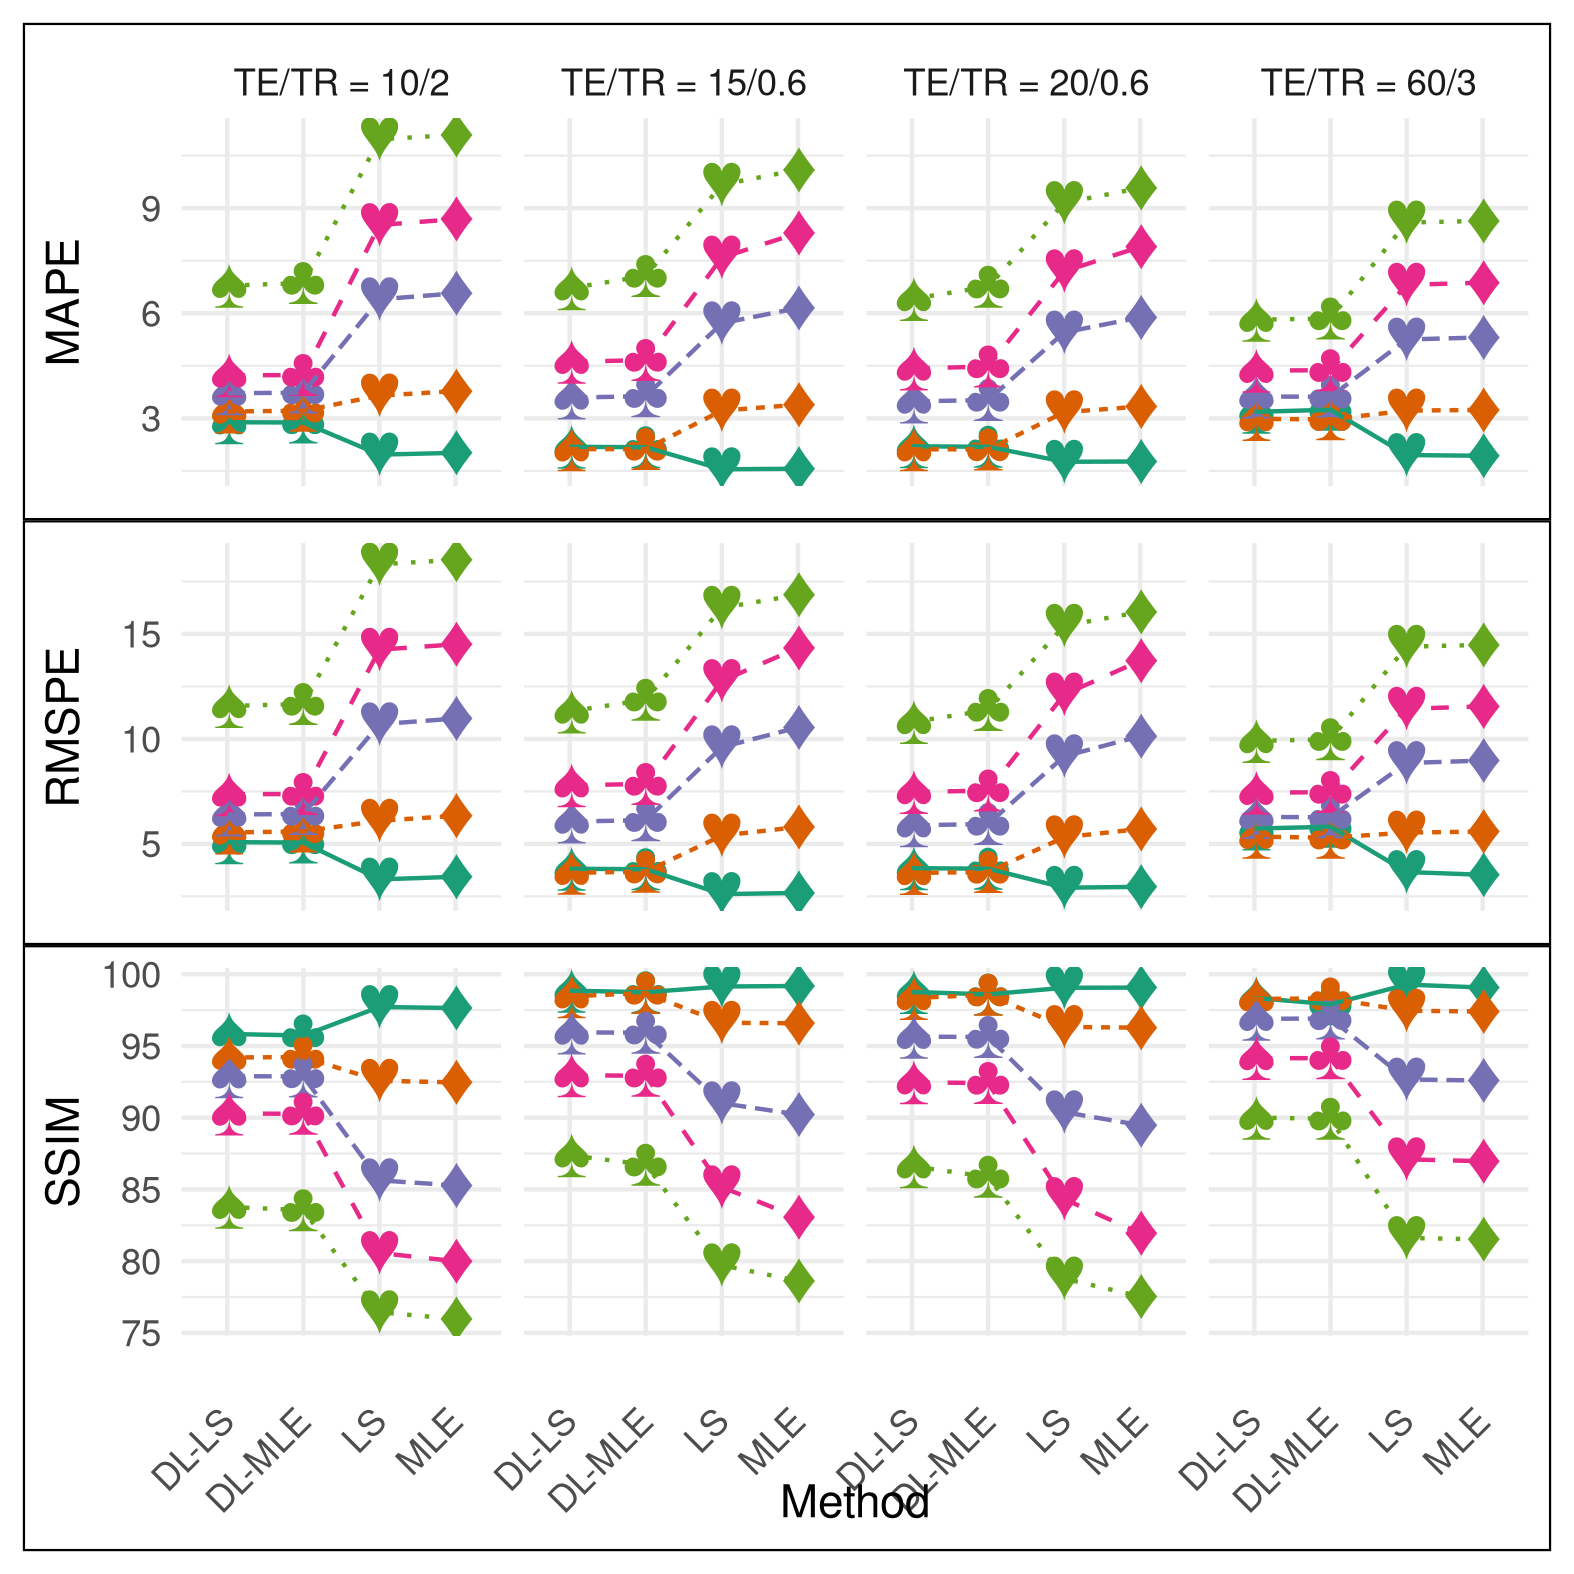 TE/TR = 10/2 TE/TR = 15/0.6 TE/TR = 20/0.6 TE/TR = 60/3
MAPE
9
6
3
RMSPE
15
10
5
SSIM
100
95
90
85
80
75
DL-LS DL-MLE LS MLE DL-LS DL-MLE LS MLE DL-LS DL-MLE LS MLE DL-LS DL-MLE LS MLE
Method